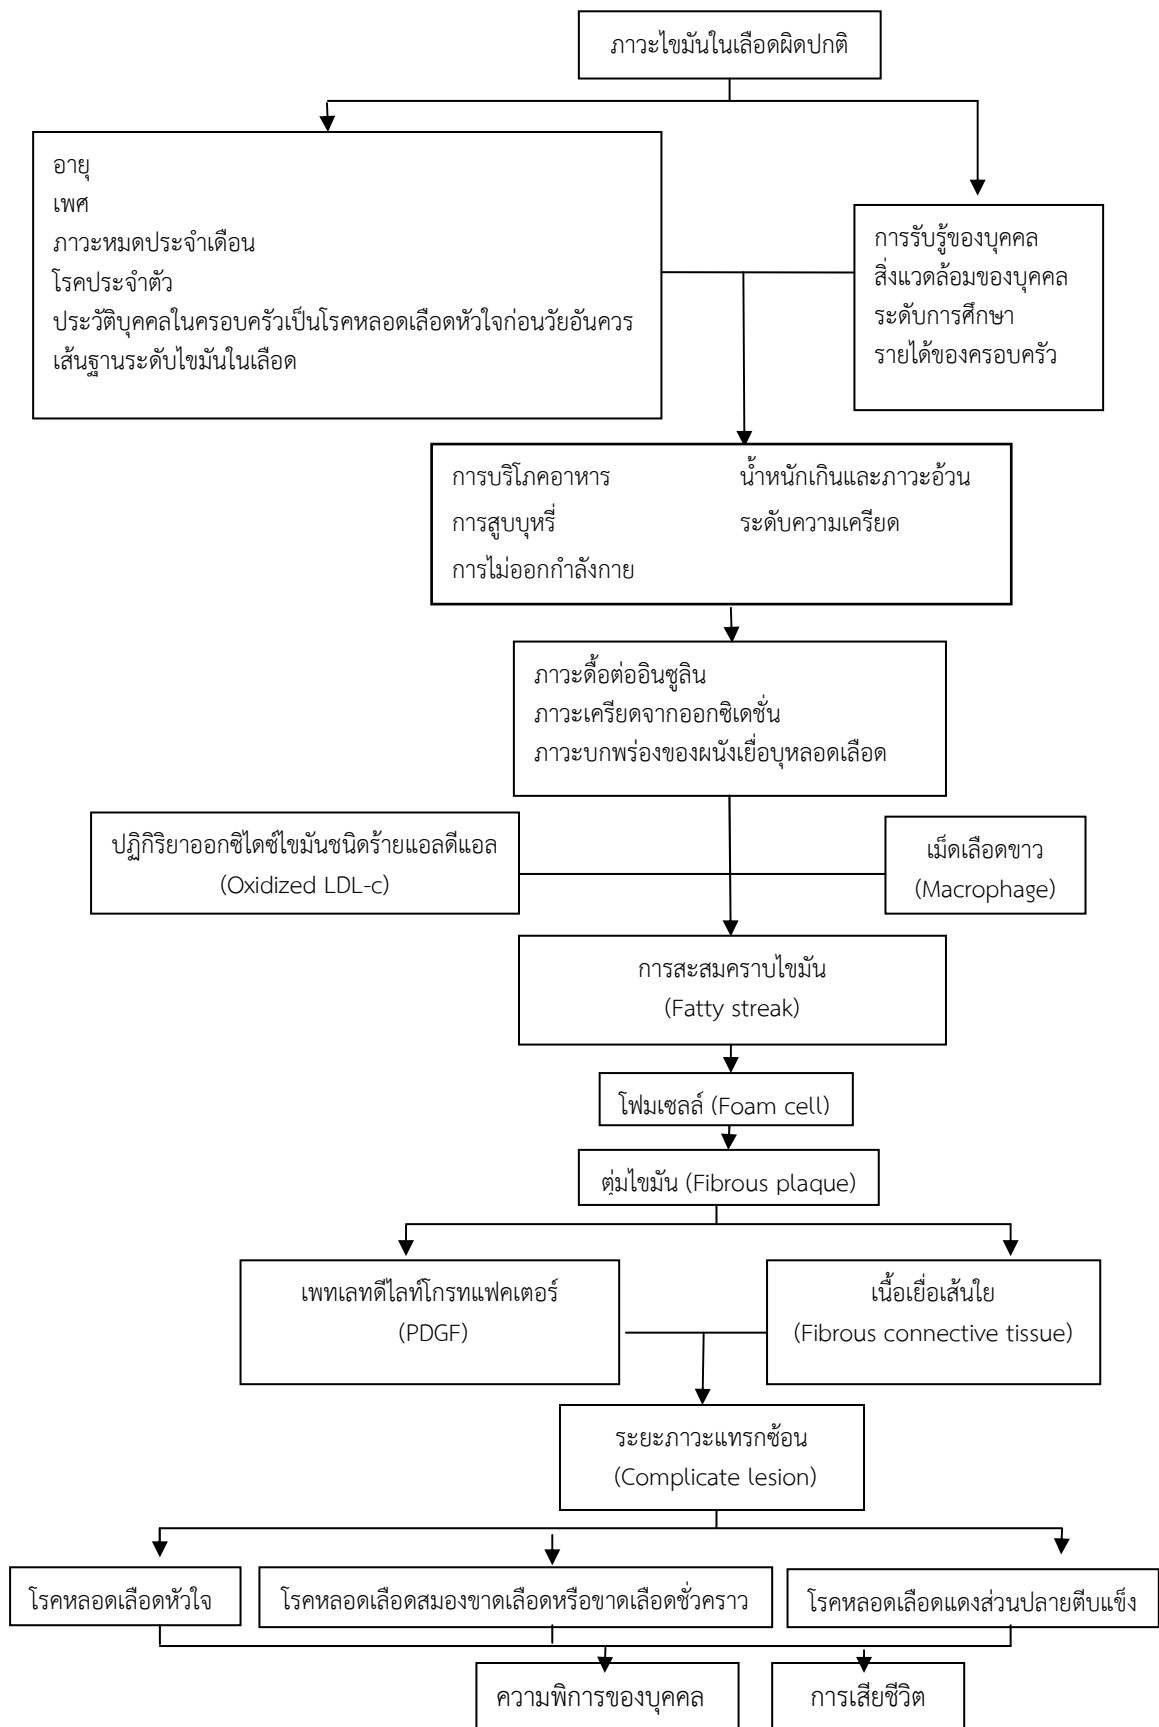 ภาวะไขมันในเลือดผิดปกติ
อายุ
เพศ
ภาวะหมดประจำเดือน
โรคประจำตัว
ประวัติบุคคลในครอบครัวเป็นโรคหลอดเลือดหัวใจก่อนวัยอันควร
เส้นฐานระดับไขมันในเลือด
การรับรู้ของบุคคล
สิ่งแวดล้อมของบุคคล
ระดับการศึกษา
รายได้ของครอบครัว
การบริโภคอาหาร น้ำหนักเกินและภาวะอ้วน
การสูบบุหรี่ ระดับความเครียด
การไม่ออกกำลังกาย
ภาวะดื้อต่ออินซูลิน
ภาวะเครียดจากออกซิเดชั่น
ภาวะบกพร่องของผนังเยื่อบุหลอดเลือด
ปฏิกิริยาออกซิไดซ์ไขมันชนิดร้ายแอลดีแอล
(Oxidized LDL-c)
เม็ดเลือดขาว
(Macrophage)
การสะสมคราบไขมัน
(Fatty streak)
โฟมเซลล์ (Foam cell)
ตุ่มไขมัน (Fibrous plaque)
เพทเลทดีไลท์โกรทแฟคเตอร์
(PDGF)
เนื้อเยื่อเส้นใย
(Fibrous connective tissue)
ระยะภาวะแทรกซ้อน
(Complicate lesion)
โรคหลอดเลือดหัวใจ
โรคหลอดเลือดสมองขาดเลือดหรือขาดเลือดชั่วคราว
โรคหลอดเลือดแดงส่วนปลายตีบแข็ง
ความพิการของบุคคล
การเสียชีวิต